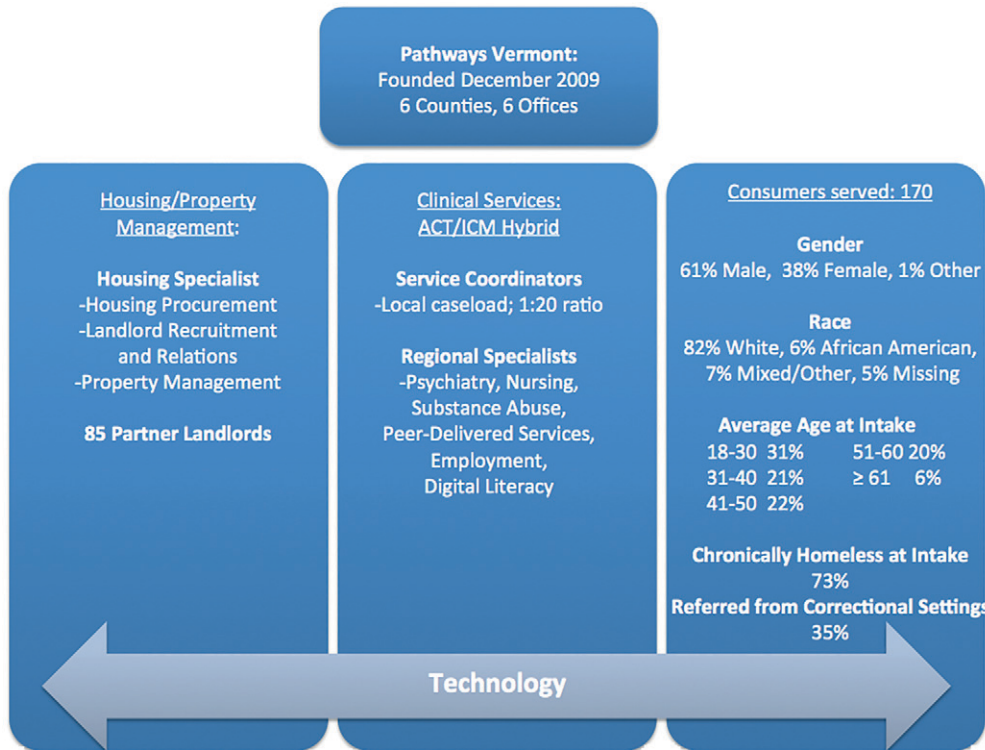 Pathways Vermont:
Founded December 2009
6 Counties, 6 Offices
Housing/Property
Management:
Housing Specialist
-Housing Procurement
-Landlord Recruitment
and Relations
-Property Management
85 Partner Landlords
Clinical Services:
ACT/ICM Hybrid
Service Coordinators
-Local caseload; 1:20 ratio
Regional Specialists
-Psychiatry, Nursing,
Substance Abuse,
Peer-Delivered Services,
Employment,
Digital Literacy
Consumers served: 170
Gender
61% Male, 38% Female, 1% Other
Race
82% White, 6% African American,
7% Mixed/Other, 5% Missing
Average Age at Intake
18-30 31% 51-60 20%
31-40 21% ≥ 61 6%
41-50 22%
Chronically Homeless at Intake
73%
Referred from Correctional Settings
35%
Technology